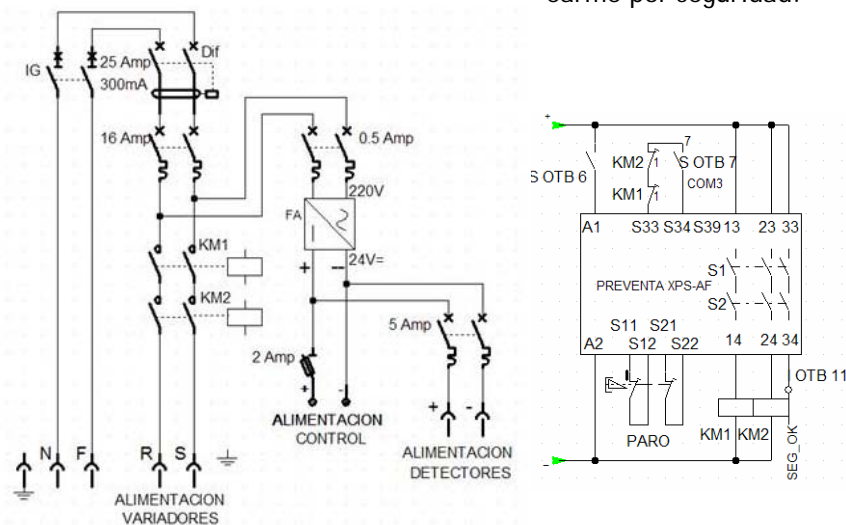 IG
25 Amp
300mA
Dif
16 Amp
0.5 Amp
220V
FA
24V=
+ --
KM1
KM2
5 Amp
2 Amp
+ -
ALIMENTACION
CONTROL
+ -
ALIMENTACION
DETECTORES
N F R S
ALIMENTACION
VARIADORES
+
S OTB 6
KM2 1
KM1 1
7
S OTB 7
COM3
A1 S33 S34 S39 13 23 33
S1
PREVENTA XPS-AF
S2
S11 S21
A2 S12 S22 14 24 34
OTB 11
PARO
KM1 KM2
SEG_OK
-